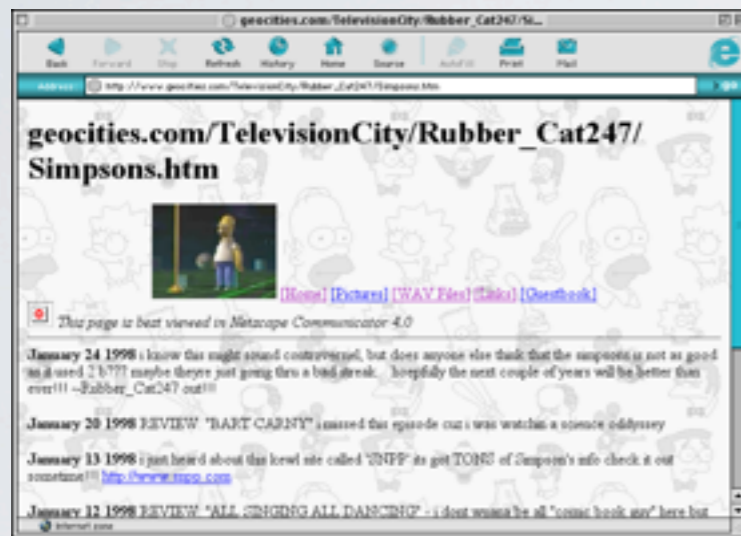 geocities.com/TelevisionCity/Rubber_Cat247/Si...
Back Forward Stop Refresh History Home Source AutoFill Print Mail
Address http://www.geocities.com/TelevisionCity/Rubber_Cat247/Simpsons.htm go
geocities.com/TelevisionCity/Rubber_Cat247/
Simpsons.htm
[Home] [Pictures] [WAV Files] [Links] [Guestbook]
This page is best viewed in Netscape Communicator 4.0
January 24 1998 i know this might sound controversel, but does anyone else think that the simpsons is not as good
as it used 2 b??? maybe theyre just going thru a bad streak... hoepfully the next couple of years will be better than
ever!!! ~Rubber_Cat247 out!!!
January 20 1998 REVIEW: "BART CARNY" i missed this episode cuz i was watchin a science oddyssey
January 13 1998 i just heard about this kewl site called "SNPP" its got TONS of Simpson's info check it out
sometime!!! http://www.snpp.com
January 12 1998 REVIEW: "ALL SINGING ALL DANCING" - i dont wanna be all "comic book guy" here but
Internet zone